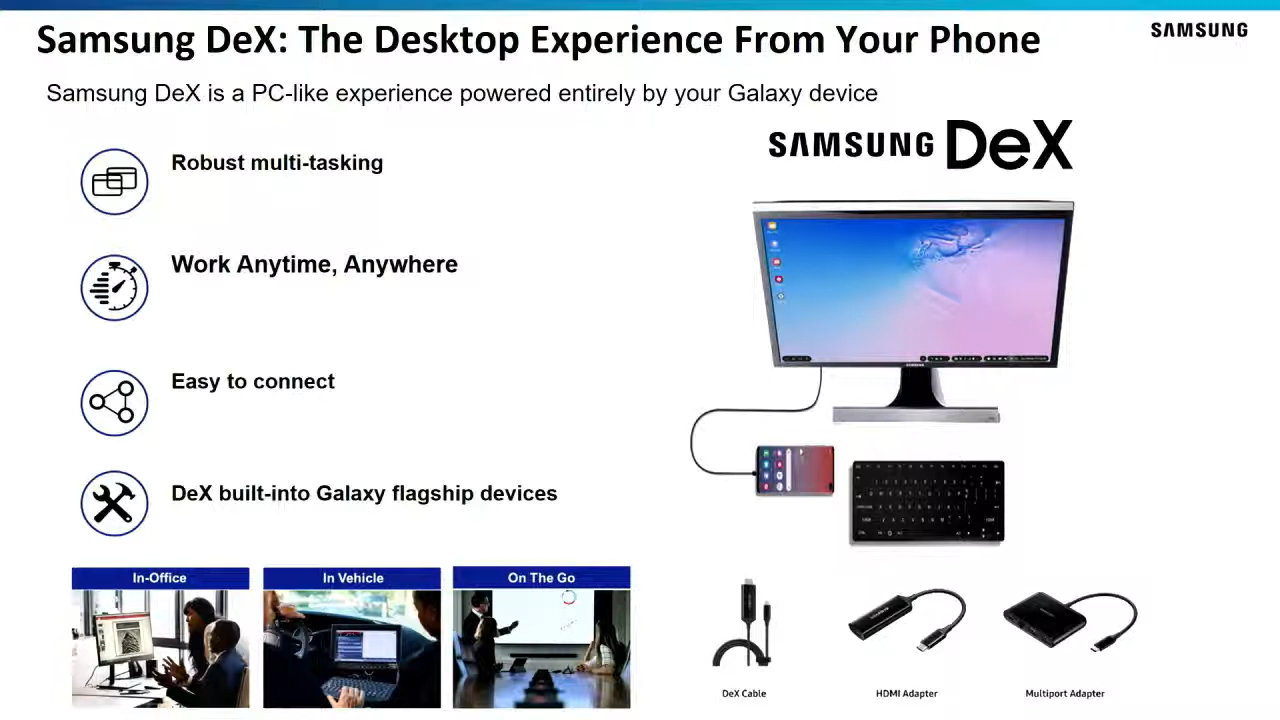 Samsung DeX: The Desktop Experience From Your Phone
SAMSUNG
Samsung DeX is a PC-like experience powered entirely by your Galaxy device
SAMSUNG DeX
Robust multi-tasking
Work Anytime, Anywhere
Easy to connect
DeX built-into Galaxy flagship devices
In-Office
In Vehicle
On The Go
DeX Cable
HDMI Adapter
Multiport Adapter